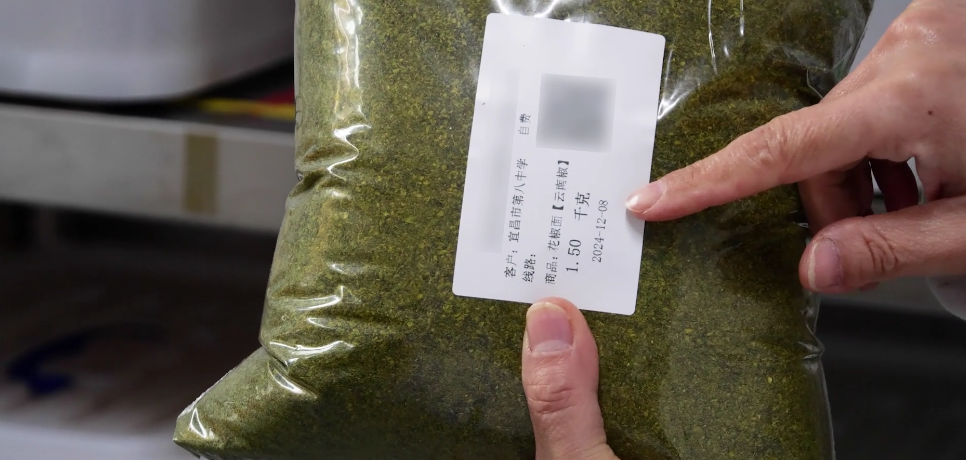 客户：宜昌市第八中学 自费
线路：
商品：花椒面【云南椒】
1.50 千克
2024-12-08